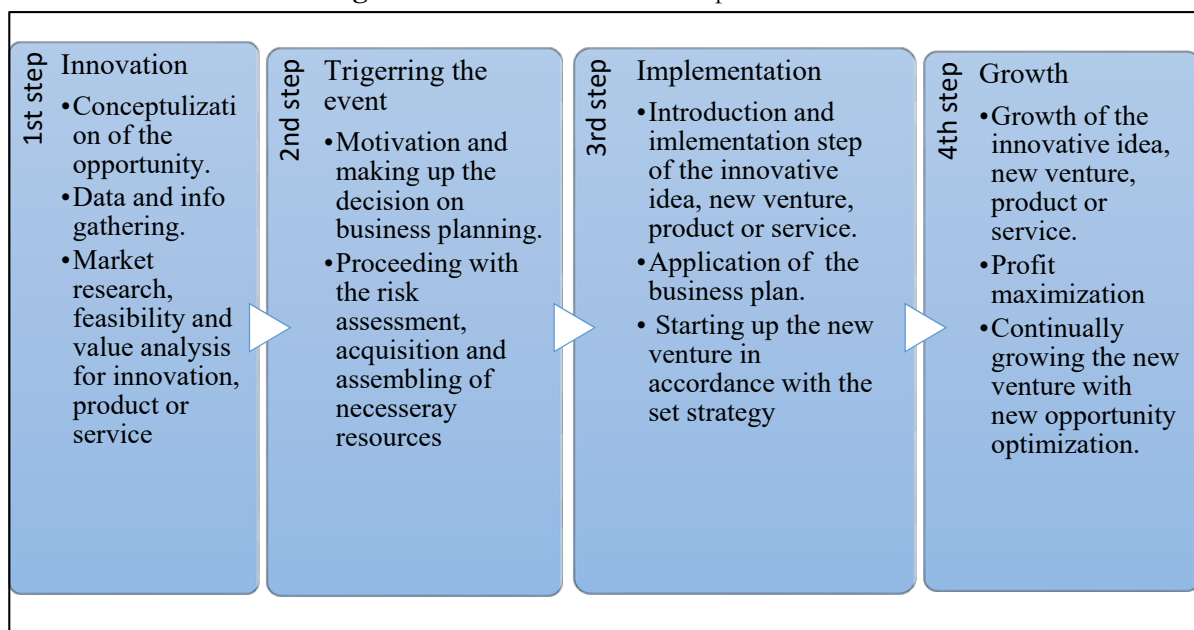 1st step
Innovation
•Conceptulizati
on of the
opportunity.
•Data and info
gathering.
•Market
research,
feasibility and
value analysis
for innovation,
product or
service
2nd step
Trigerring the
event
•Motivation and
making up the
decision on
business planning.
•Proceeding with
the risk
assessment,
acquisition and
assembling of
necesseray
resources
3rd step
Implementation
•Introduction and
imlementation step
of the innovative
idea, new venture,
product or service.
•Application of the
business plan.
• Starting up the new
venture in
accordance with the
set strategy
4th step
Growth
•Growth of the
innovative idea,
new venture,
product or
service.
•Profit
maximization
•Continually
growing the new
venture with
new opportunity
optimization.